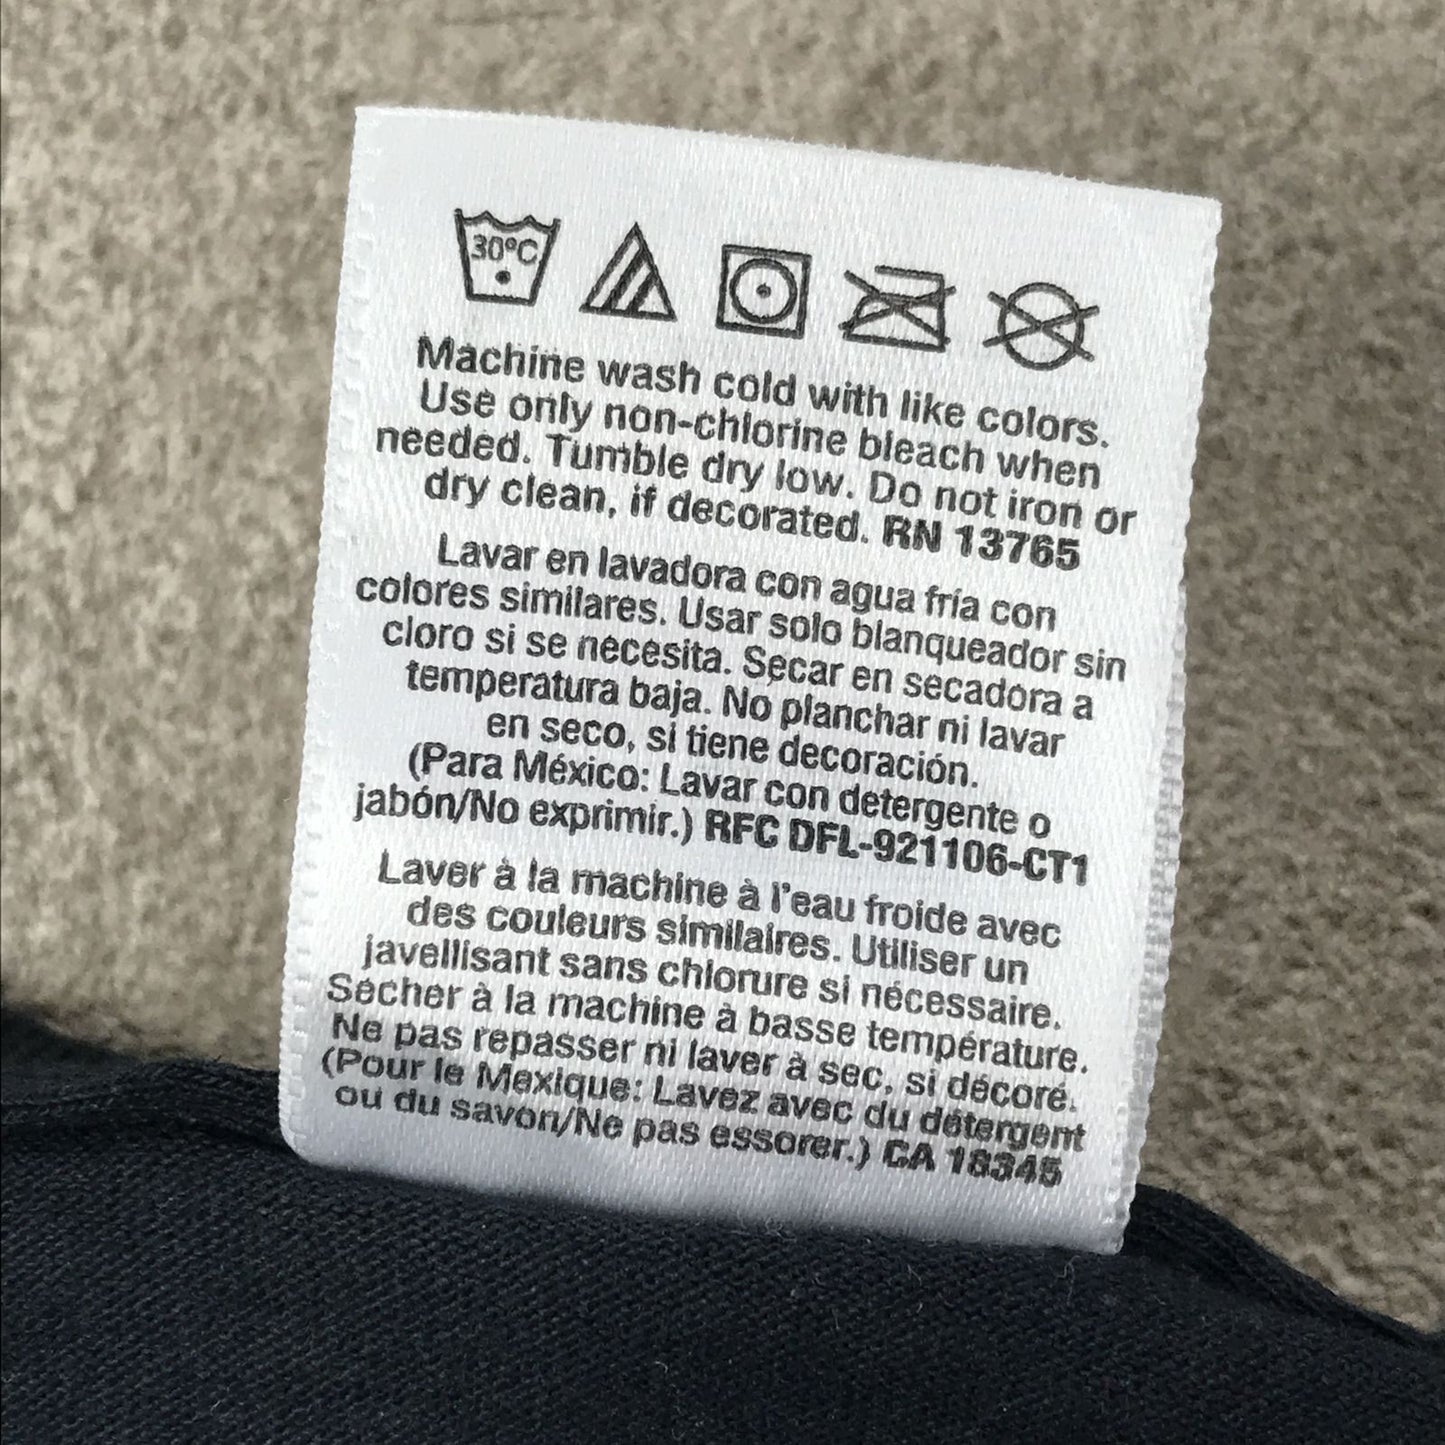 30°C
Machine wash cold with like colors.
Use only non-chlorine bleach when
needed. Tumble dry low. Do not iron or
dry clean, if decorated. RN 13765
Lavar en lavadora con agua fría con
colores similares. Usar solo blanqueador sin
cloro si se necesita. Secar en secadora a
temperatura baja. No planchar ni lavar
en seco, si tiene decoración.
(Para México: Lavar con detergente o
jabón/No exprimir.) RFC DFL-921106-CT1
Laver à la machine à l'eau froide avec
des couleurs similaires. Utiliser un
javellisant sans chlorure si nécessaire.
Sécher à la machine à basse température.
Ne pas repasser ni laver à sec, si décoré.
(Pour le Mexique: Lavez avec du détergent
ou du savon/Ne pas essorer.) CA 18345